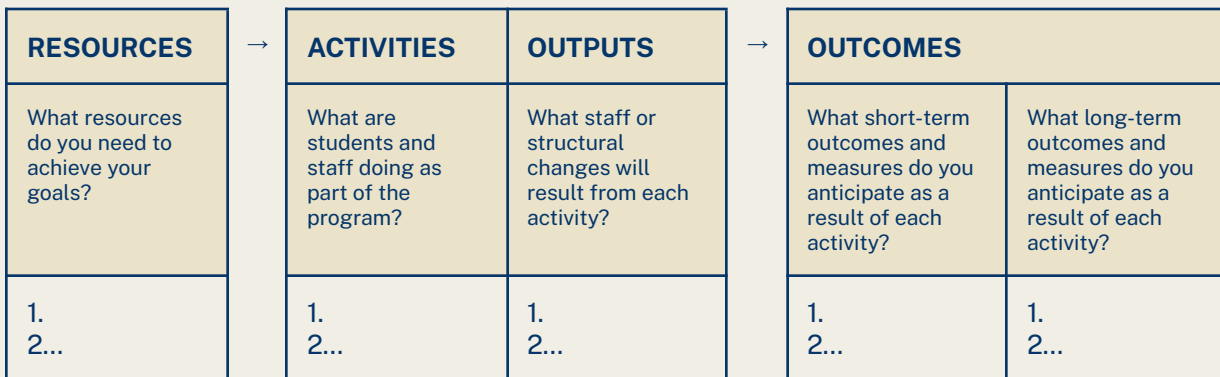 RESOURCES
→
ACTIVITIES
OUTPUTS
→
OUTCOMES
What resources
do you need to
achieve your
goals?
What are
students and
staff doing as
part of the
program?
What staff or
structural
changes will
result from each
activity?
What short-term
outcomes and
measures do you
anticipate as a
result of each
activity?
What long-term
outcomes and
measures do you
anticipate as a
result of each
activity?
1.
2...
1.
2...
1.
2...
1.
2...
1.
2...